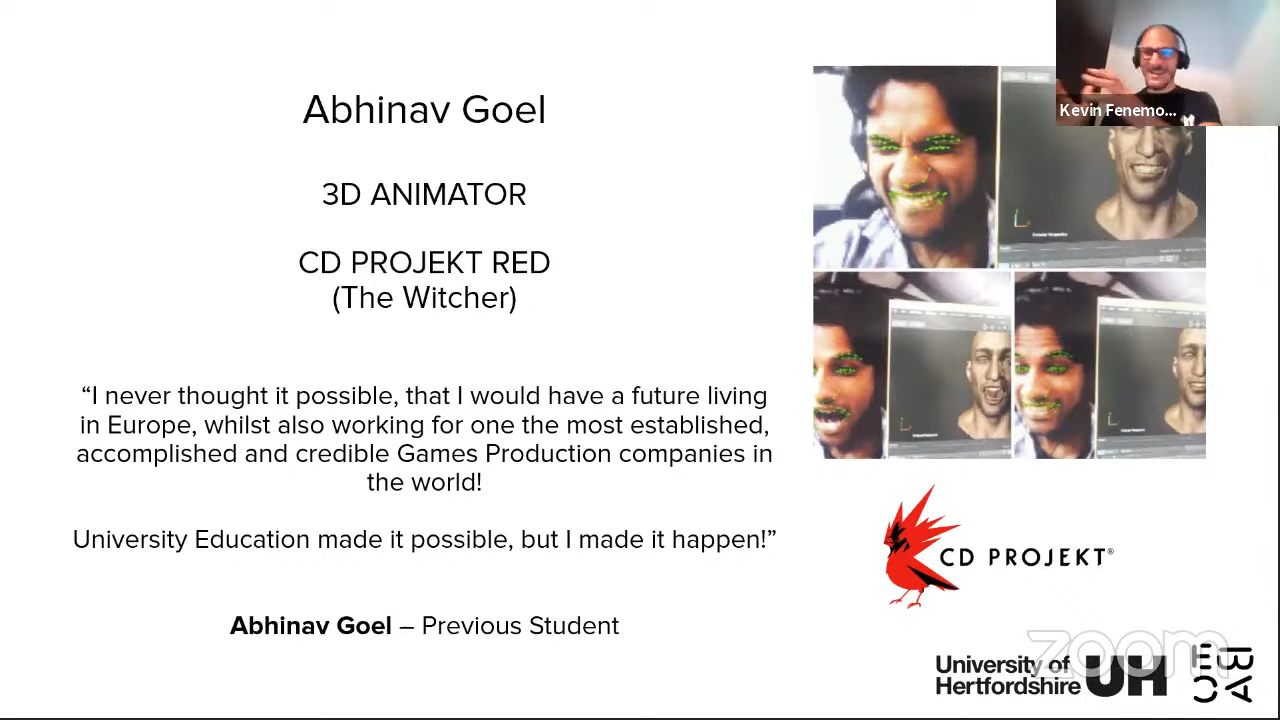 Kevin Fenemo...
Abhinav Goel
3D ANIMATOR
CD PROJEKT RED
(The Witcher)
“I never thought it possible, that I would have a future living
in Europe, whilst also working for one the most established,
accomplished and credible Games Production companies in
the world!
University Education made it possible, but I made it happen!”
Abhinav Goel – Previous Student
CD PROJEKT®
zoom
University of
Hertfordshire UH